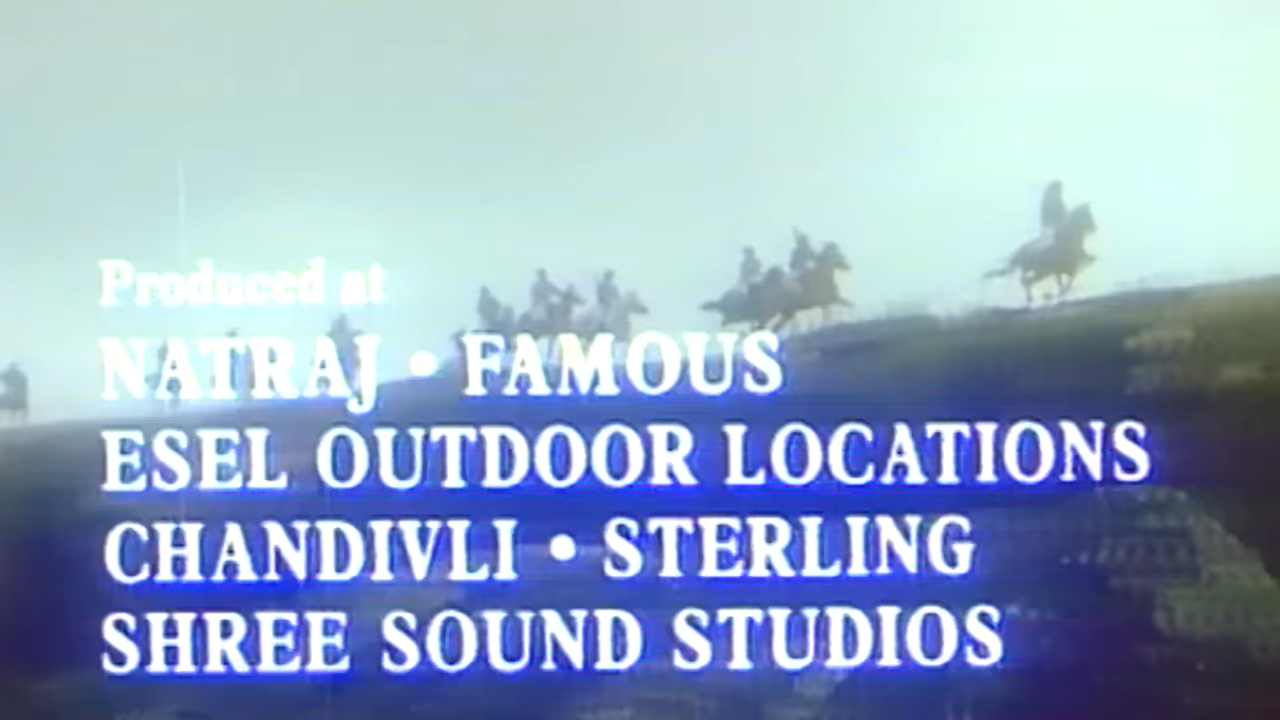 Produced at
NATRAJ • FAMOUS
ESEL OUTDOOR LOCATIONS
CHANDIVLI • STERLING
SHREE SOUND STUDIOS